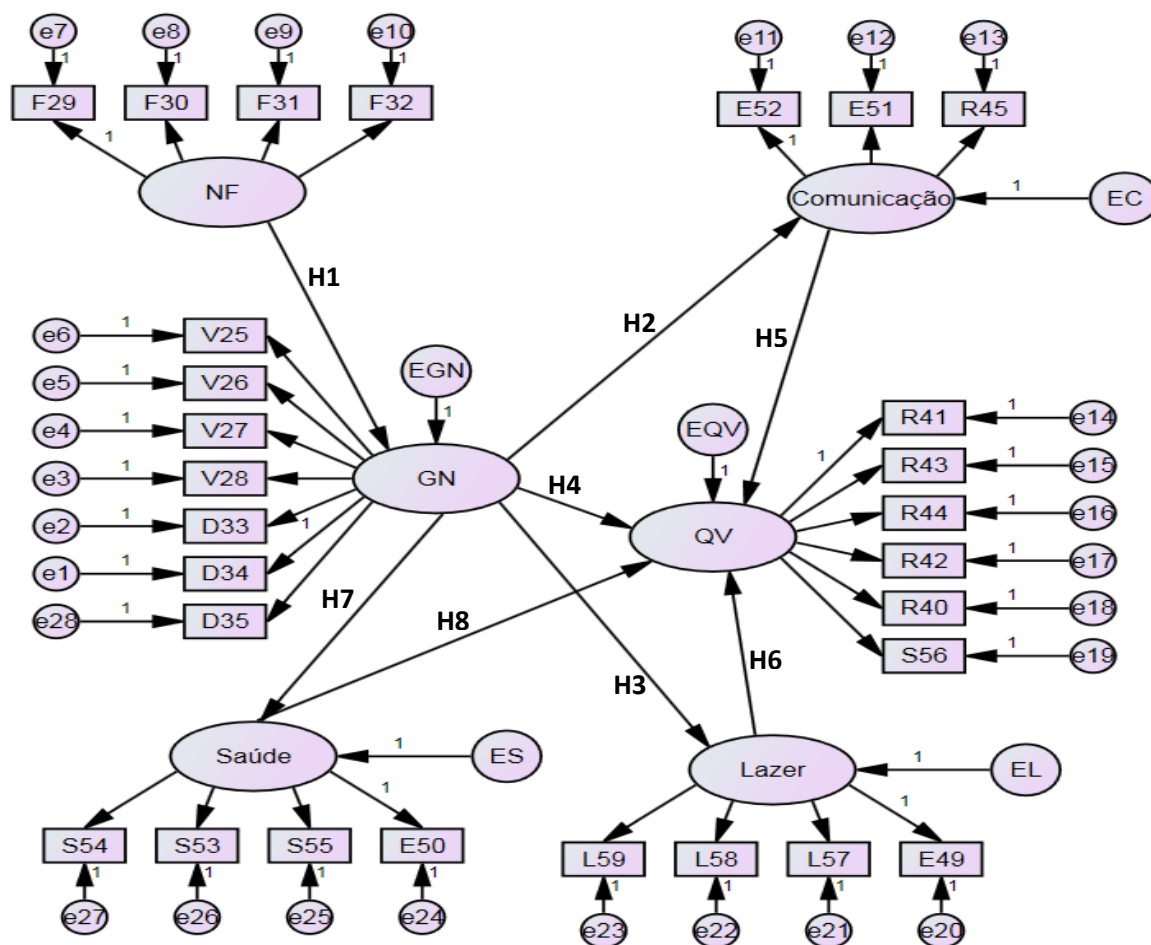 e7 e8 e9 e10
1 1 1 1
F29 F30 F31 F32
1
NF
e11 e12 e13
1 1 1
E52 E51 R45
1
Comunicação
1
EC
H1
H2
H5
e6 1 V25
e5 1 V26
e4 1 V27
e3 1 V28
e2 1 D33
1
e1 1 D34
e28 1 D35
EGN
1
GN
H4
EQV
1
QV
1
R41 1 e14
R43 1 e15
R44 1 e16
R42 1 e17
R40 1 e18
S56 1 e19
H7
H8
H3
H6
Saúde
1
ES
1
S54 S53 S55 E50
1 1 1 1
e27 e26 e25 e24
Lazer
1
EL
1
L59 L58 L57 E49
1 1 1 1
e23 e22 e21 e20